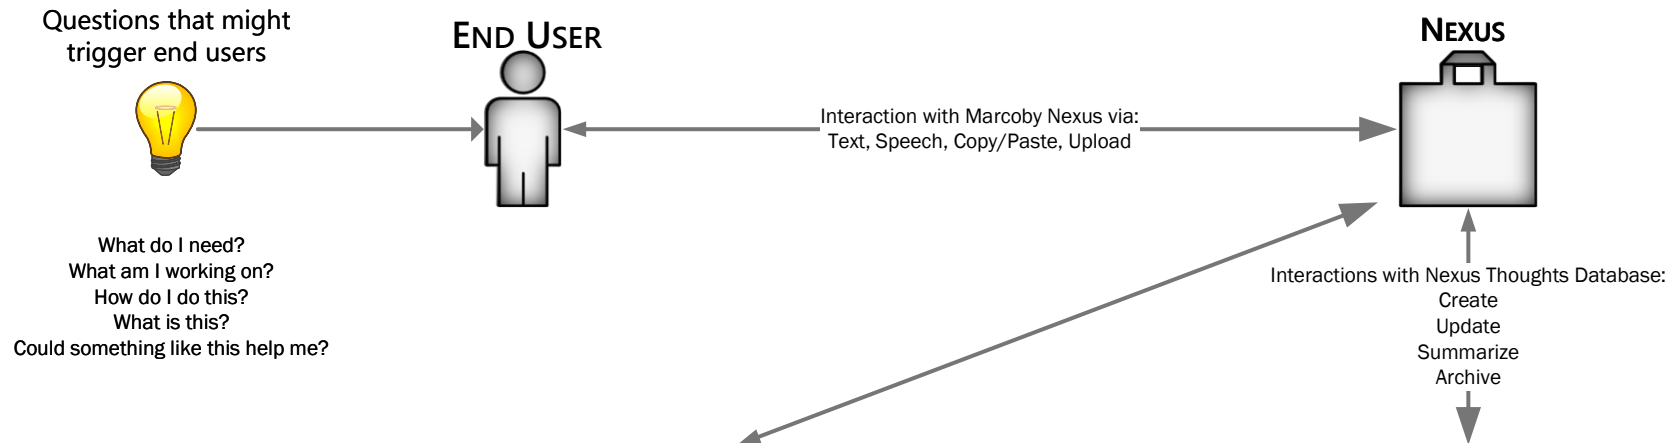 Questions that might
trigger end users
END USER
NEXUS
Interaction with Marcoby Nexus via:
Text, Speech, Copy/Paste, Upload
What do I need?
What am I working on?
How do I do this?
What is this?
Could something like this help me?
Interactions with Nexus Thoughts Database:
Create
Update
Summarize
Archive